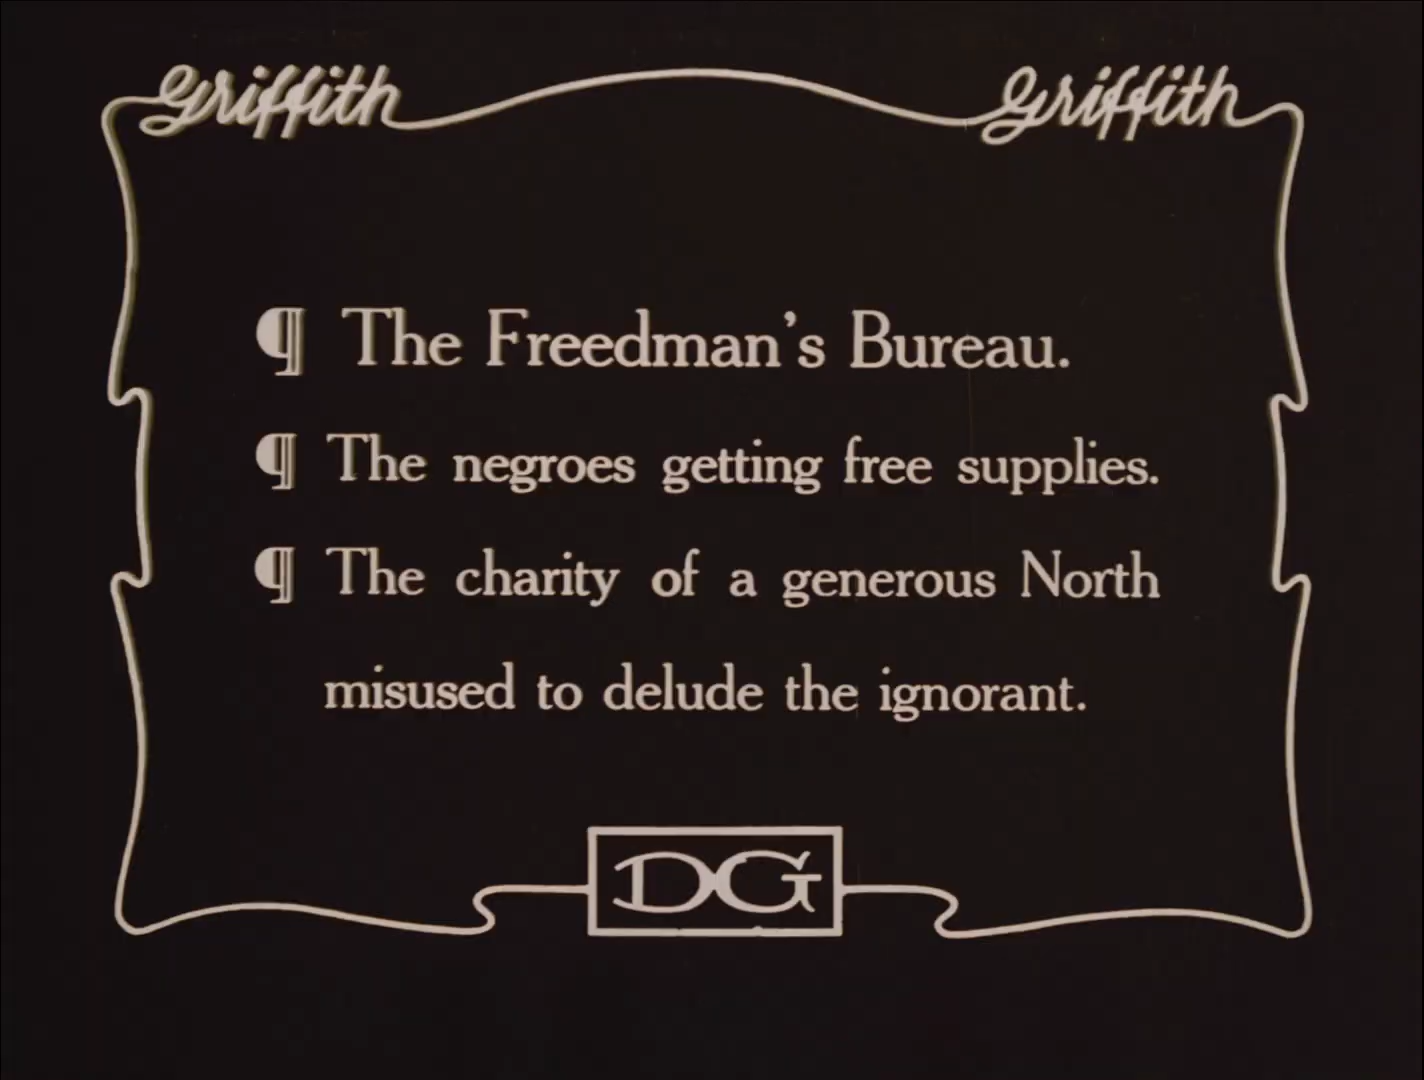 Griffith Griffith
¶ The Freedman's Bureau.
¶ The negroes getting free supplies.
¶ The charity of a generous North
misused to delude the ignorant.
DG